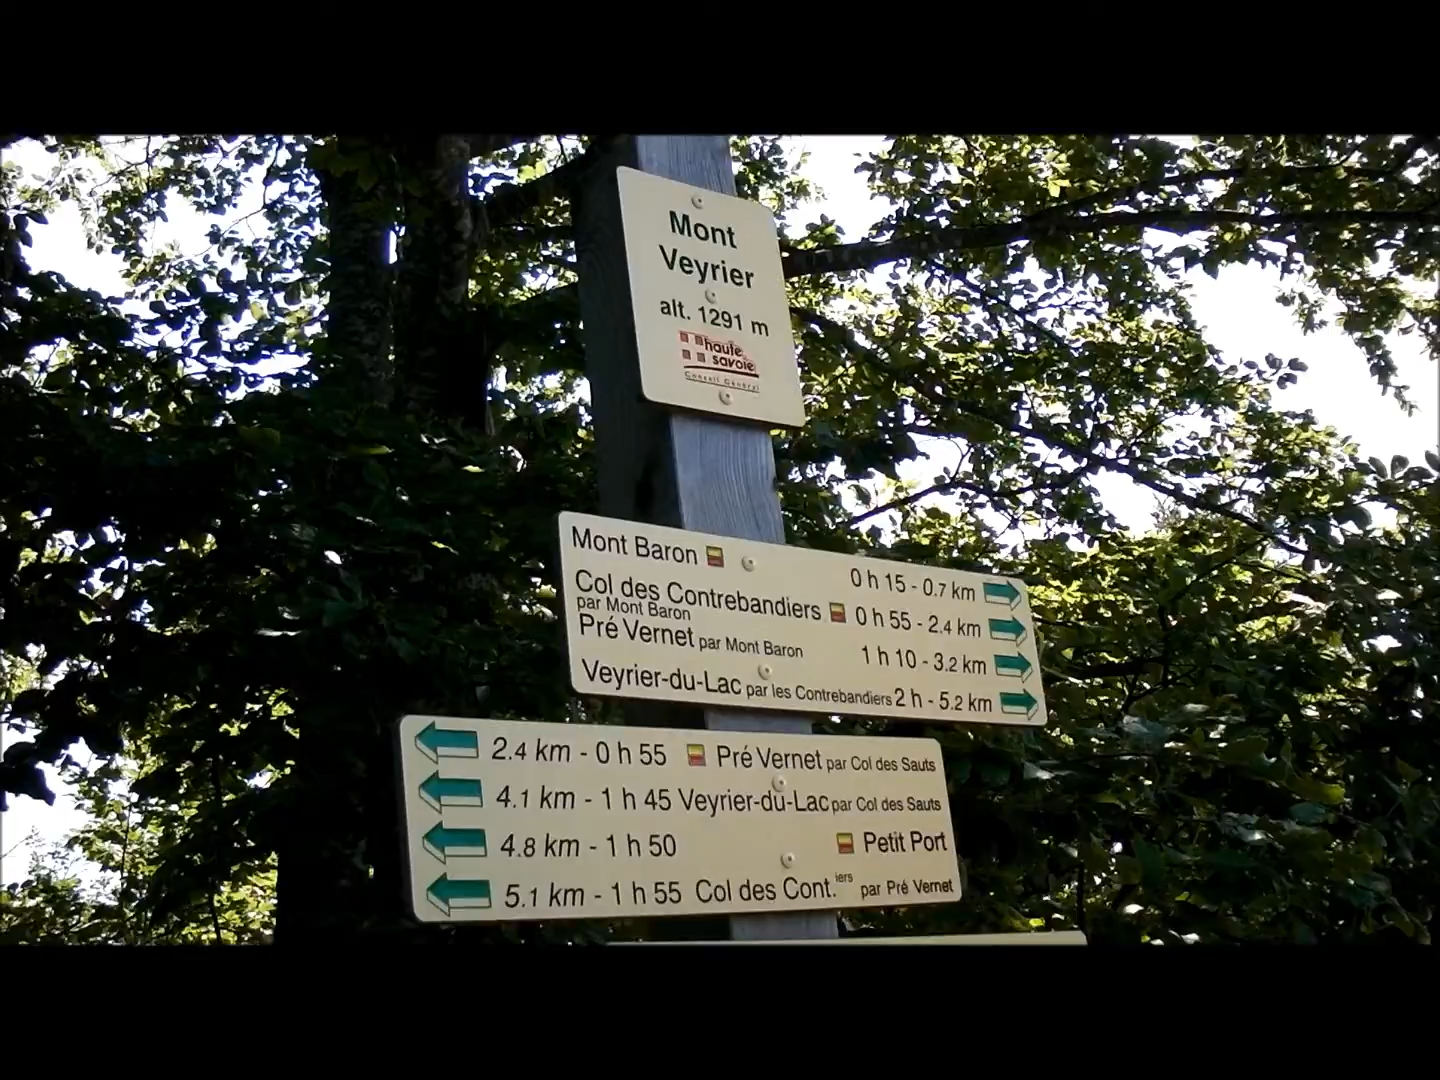 Mont
Veyrier
alt. 1291 m
haute
savoie
Conseil Général
Mont Baron 0 h 15 - 0.7 km
Col des Contrebandiers 0 h 55 - 2.4 km
par Mont Baron
Pré Vernet par Mont Baron 1 h 10 - 3.2 km
Veyrier-du-Lac par les Contrebandiers 2 h - 5.2 km
2.4 km - 0 h 55 Pré Vernet par Col des Sauts
4.1 km - 1 h 45 Veyrier-du-Lac par Col des Sauts
4.8 km - 1 h 50 Petit Port
5.1 km - 1 h 55 Col des Cont.iers par Pré Vernet